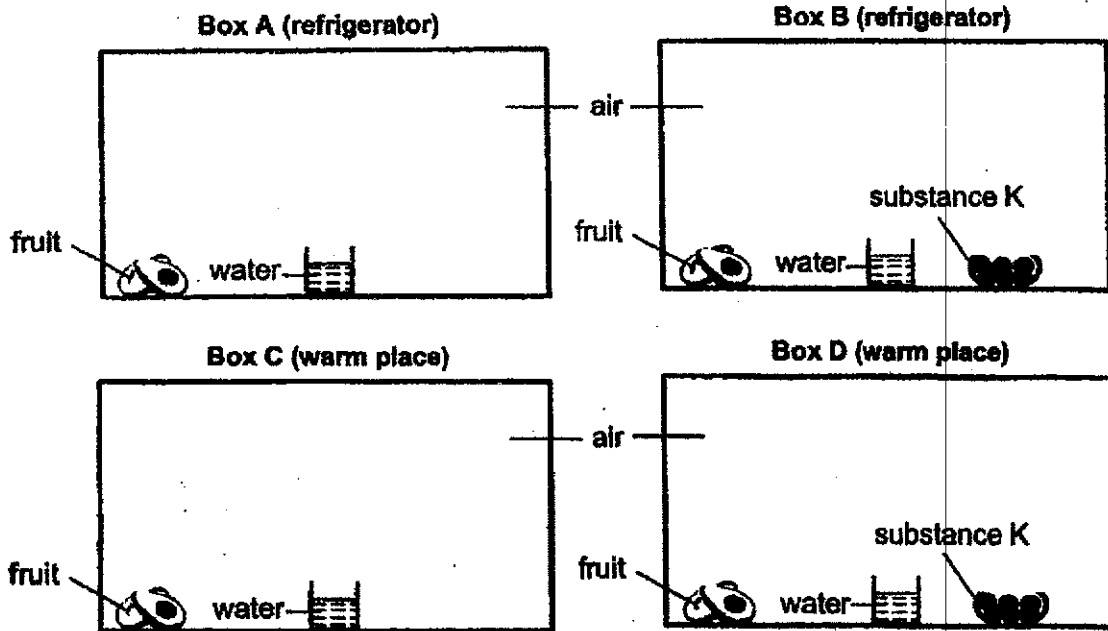 Box A (refrigerator)
Box B (refrigerator)
air
substance K
fruit
water
fruit
water
Box C (warm place)
Box D (warm place)
air
substance K
fruit
water
fruit
water